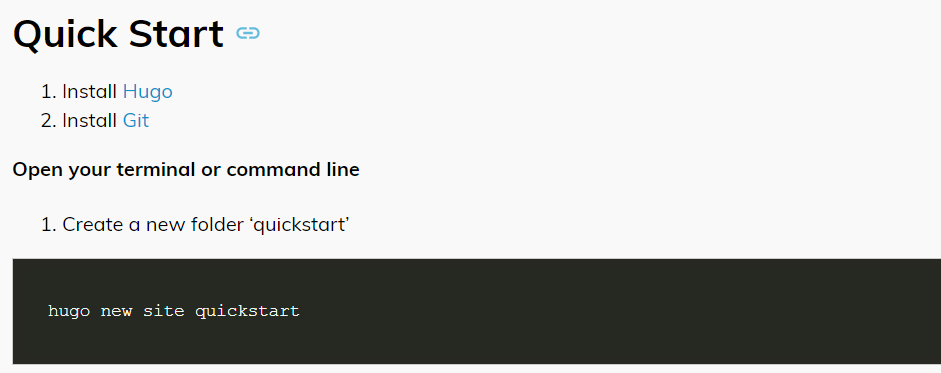 Quick Start
1. Install Hugo
2. Install Git
Open your terminal or command line
1. Create a new folder ‘quickstart’
hugo new site quickstart